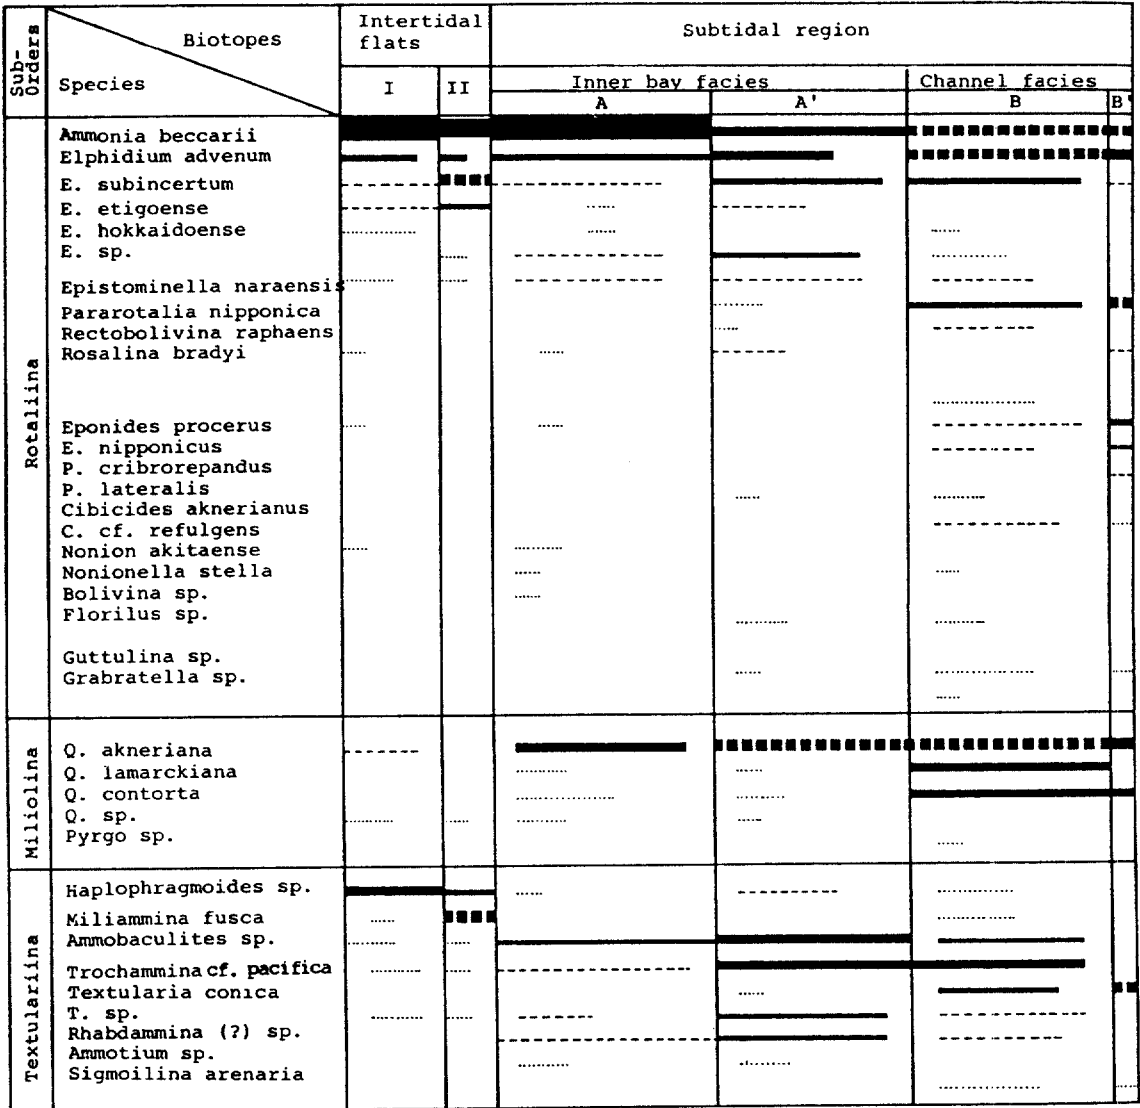 Sub-Orders
Biotopes
Species
Intertidal
flats
Subtidal region
I
II
Inner bay facies
Channel facies
A
A'
B
B'
Rotaliina
Ammonia beccarii
Elphidium advenum
E. subincertum
E. etigoense
E. hokkaidoense
E. sp.
Epistominella naraensis
Pararotalia nipponica
Rectobolivina raphaens
Rosalina bradyi
Eponides procerus
E. nipponicus
P. cribrorepandus
P. lateralis
Cibicides aknerianus
C. cf. refulgens
Nonion akitaense
Nonionella stella
Bolivina sp.
Florilus sp.
Guttulina sp.
Grabratella sp.
Miliolina
Q. akneriana
Q. lamarckiana
Q. contorta
Q. sp.
Pyrgo sp.
Textulariina
Haplophragmoides sp.
Miliammina fusca
Ammobaculites sp.
Trochammina cf. pacifica
Textularia conica
T. sp.
Rhabdammina (?) sp.
Ammotium sp.
Sigmoilina arenaria